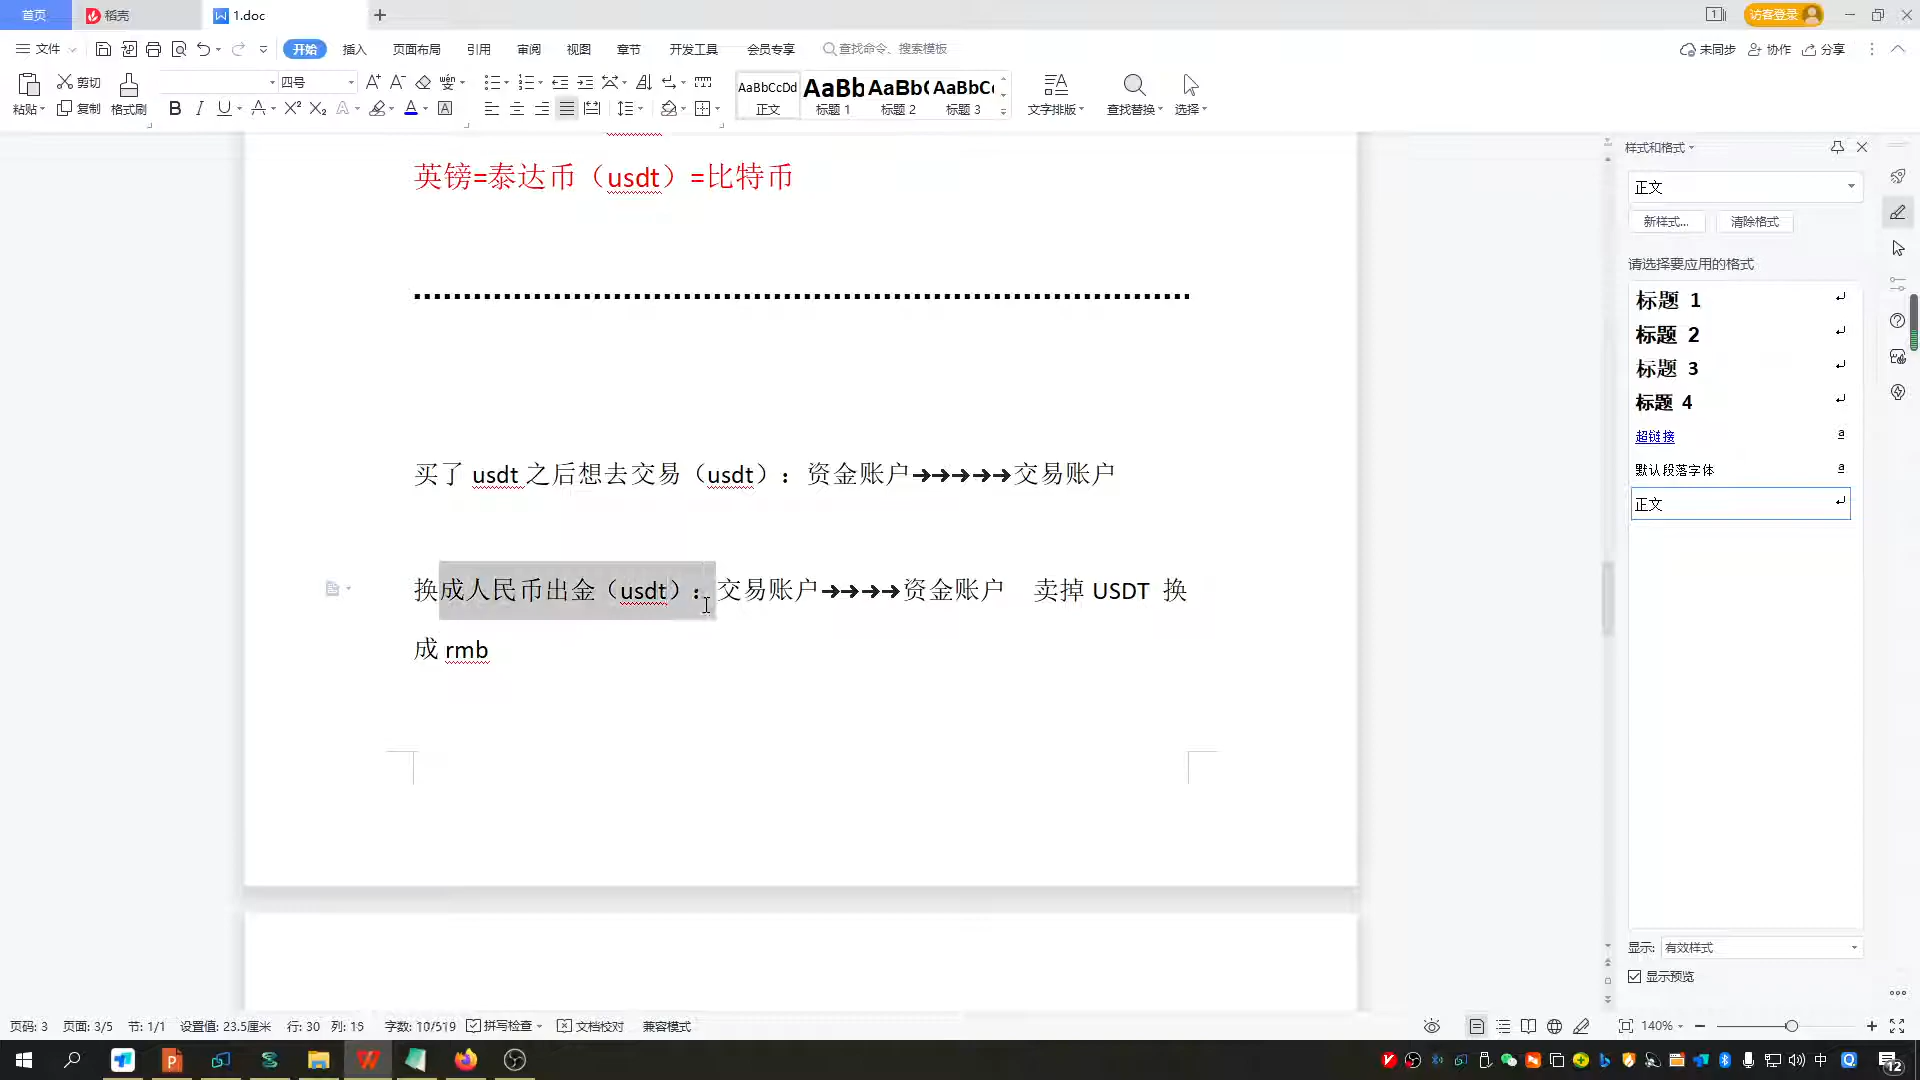 首页
稻壳
1.doc
访客登录
文件
开始
插入
页面布局
引用
审阅
视图
章节
开发工具
会员专享
查找命令、搜索模板
未同步
协作
分享
粘贴
剪切
复制
格式刷
四号
AaBbCcDd
正文
AaBb
标题 1
AaBb(
标题 2
AaBbC
标题 3
文字排版
查找替换
选择
英镑=泰达币（usdt）=比特币
买了 usdt 之后想去交易（usdt）：资金账户→→→→→交易账户
换成人民币出金（usdt）：交易账户→→→→资金账户 卖掉 USDT 换
成 rmb
样式和格式
正文
新样式...
清除格式
请选择要应用的格式
标题 1
标题 2
标题 3
标题 4
超链接
默认段落字体
正文
显示: 有效样式
显示预览
页码: 3
页面: 3/5
节: 1/1
设置值: 23.5厘米
行: 30
列: 15
字数: 10/519
拼写检查
文档校对
兼容模式
140%
中
12